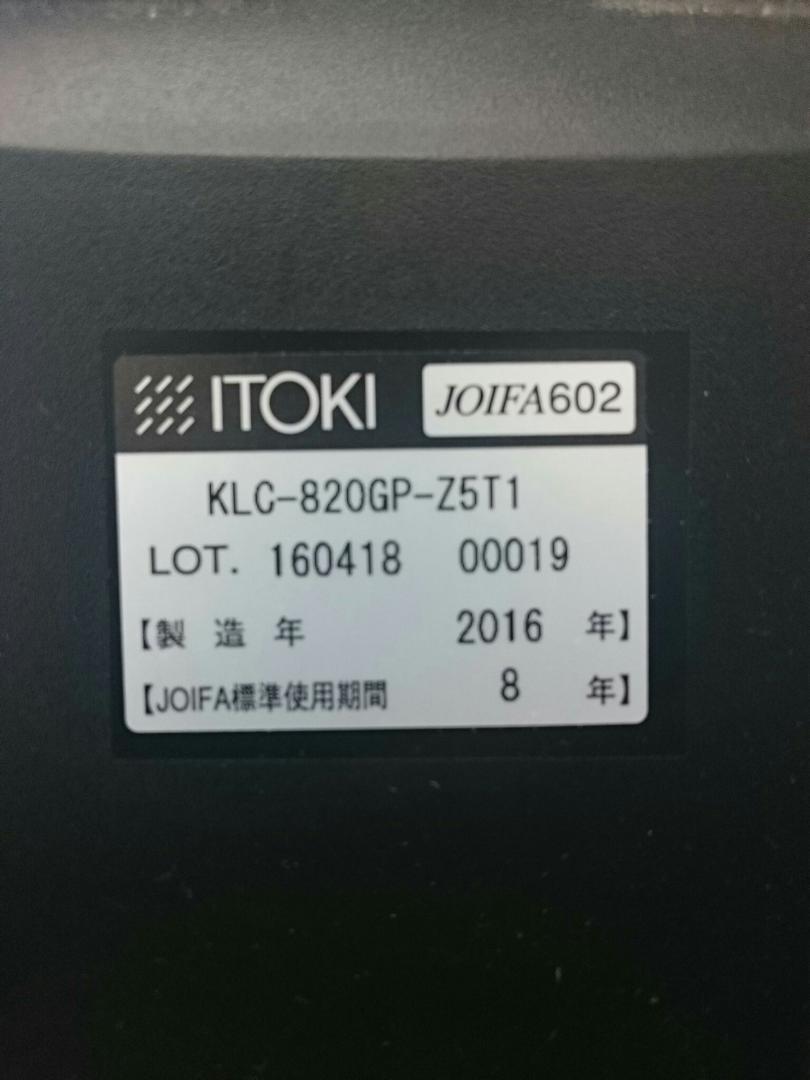 ITOKI JOIFA602
KLC-820GP-Z5T1
LOT. 160418 00019
【製造年 2016 年】
【JOIFA標準使用期間 8 年】